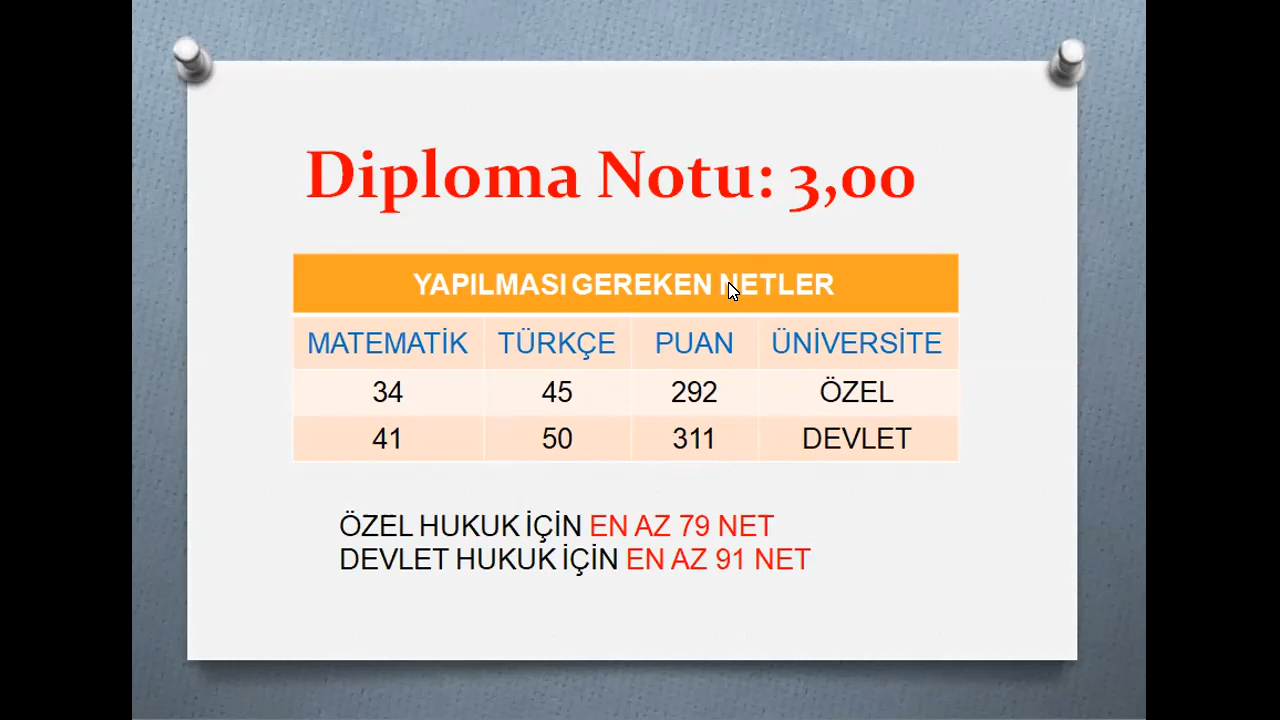 Diploma Notu: 3,00
YAPILMASI GEREKEN NETLER
MATEMATİK TÜRKÇE PUAN ÜNİVERSİTE
34 45 292 ÖZEL
41 50 311 DEVLET
ÖZEL HUKUK İÇİN EN AZ 79 NET
DEVLET HUKUK İÇİN EN AZ 91 NET